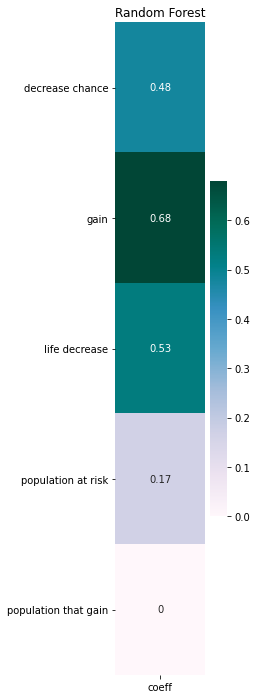 Random Forest
decrease chance
0.48
gain
0.68
life decrease
0.53
population at risk
0.17
population that gain
0
coeff
0.6
0.5
0.4
0.3
0.2
0.1
0.0